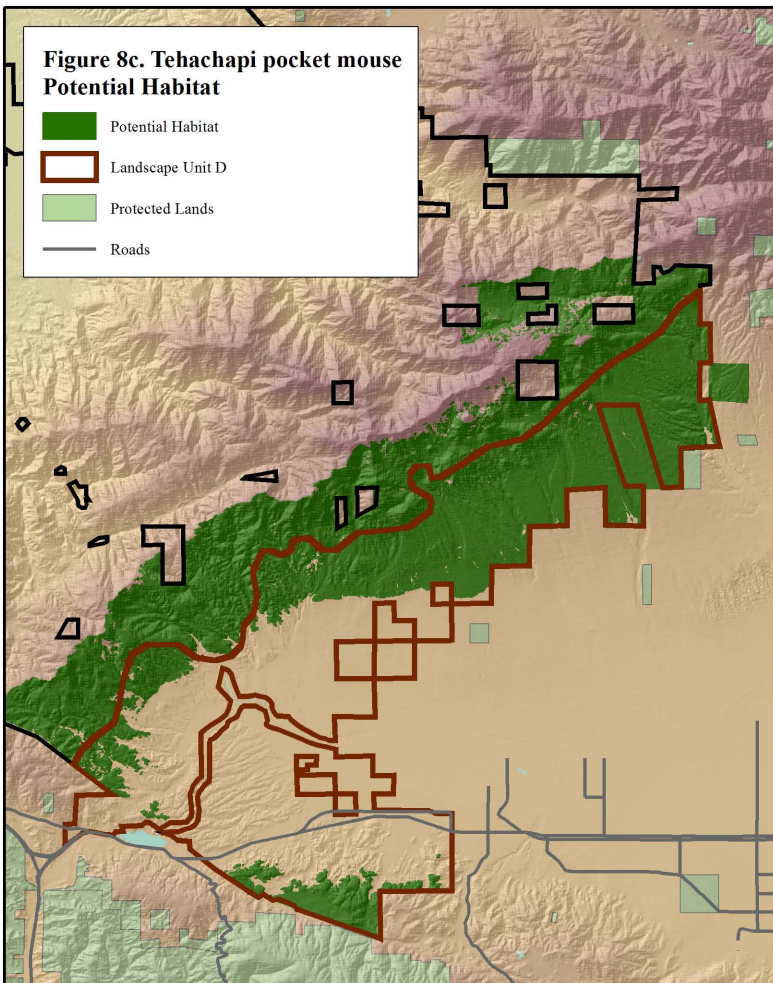 Figure 8c. Tehachapi pocket mouse
Potential Habitat
Potential Habitat
Landscape Unit D
Protected Lands
Roads